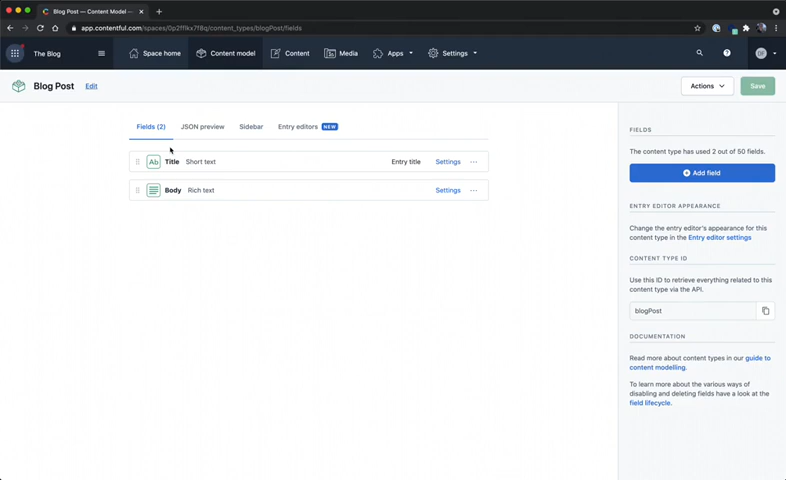 Blog Post — Content Model —
app.contentful.com/spaces/0p2ffikx7f8q/content_types/blogPost/fields
The Blog
Space home
Content model
Content
Media
Apps
Settings
Blog Post
Edit
Actions
Save
Fields (2)
JSON preview
Sidebar
Entry editors NEW
Ab Title Short text Entry title Settings
Body Rich text Settings
FIELDS
The content type has used 2 out of 50 fields.
Add field
ENTRY EDITOR APPEARANCE
Change the entry editor's appearance for this
content type in the Entry editor settings
CONTENT TYPE ID
Use this ID to retrieve everything related to this
content type via the API.
blogPost
DOCUMENTATION
Read more about content types in our guide to
content modelling.
To learn more about the various ways of
disabling and deleting fields have a look at the
field lifecycle.